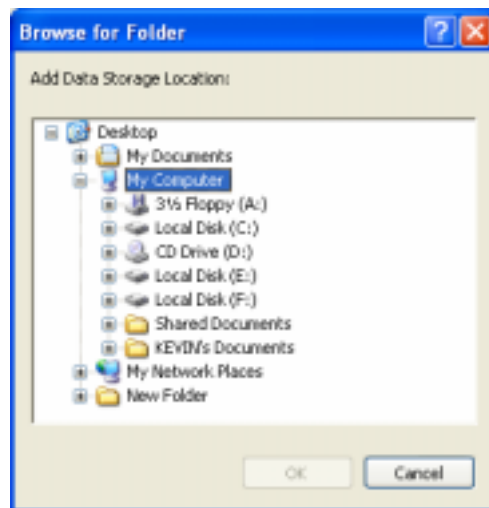 Browse for Folder
Add Data Storage Location:
Desktop
My Documents
My Computer
3½ Floppy (A:)
Local Disk (C:)
CD Drive (D:)
Local Disk (E:)
Local Disk (F:)
Shared Documents
KEVIN's Documents
My Network Places
New Folder
OK
Cancel